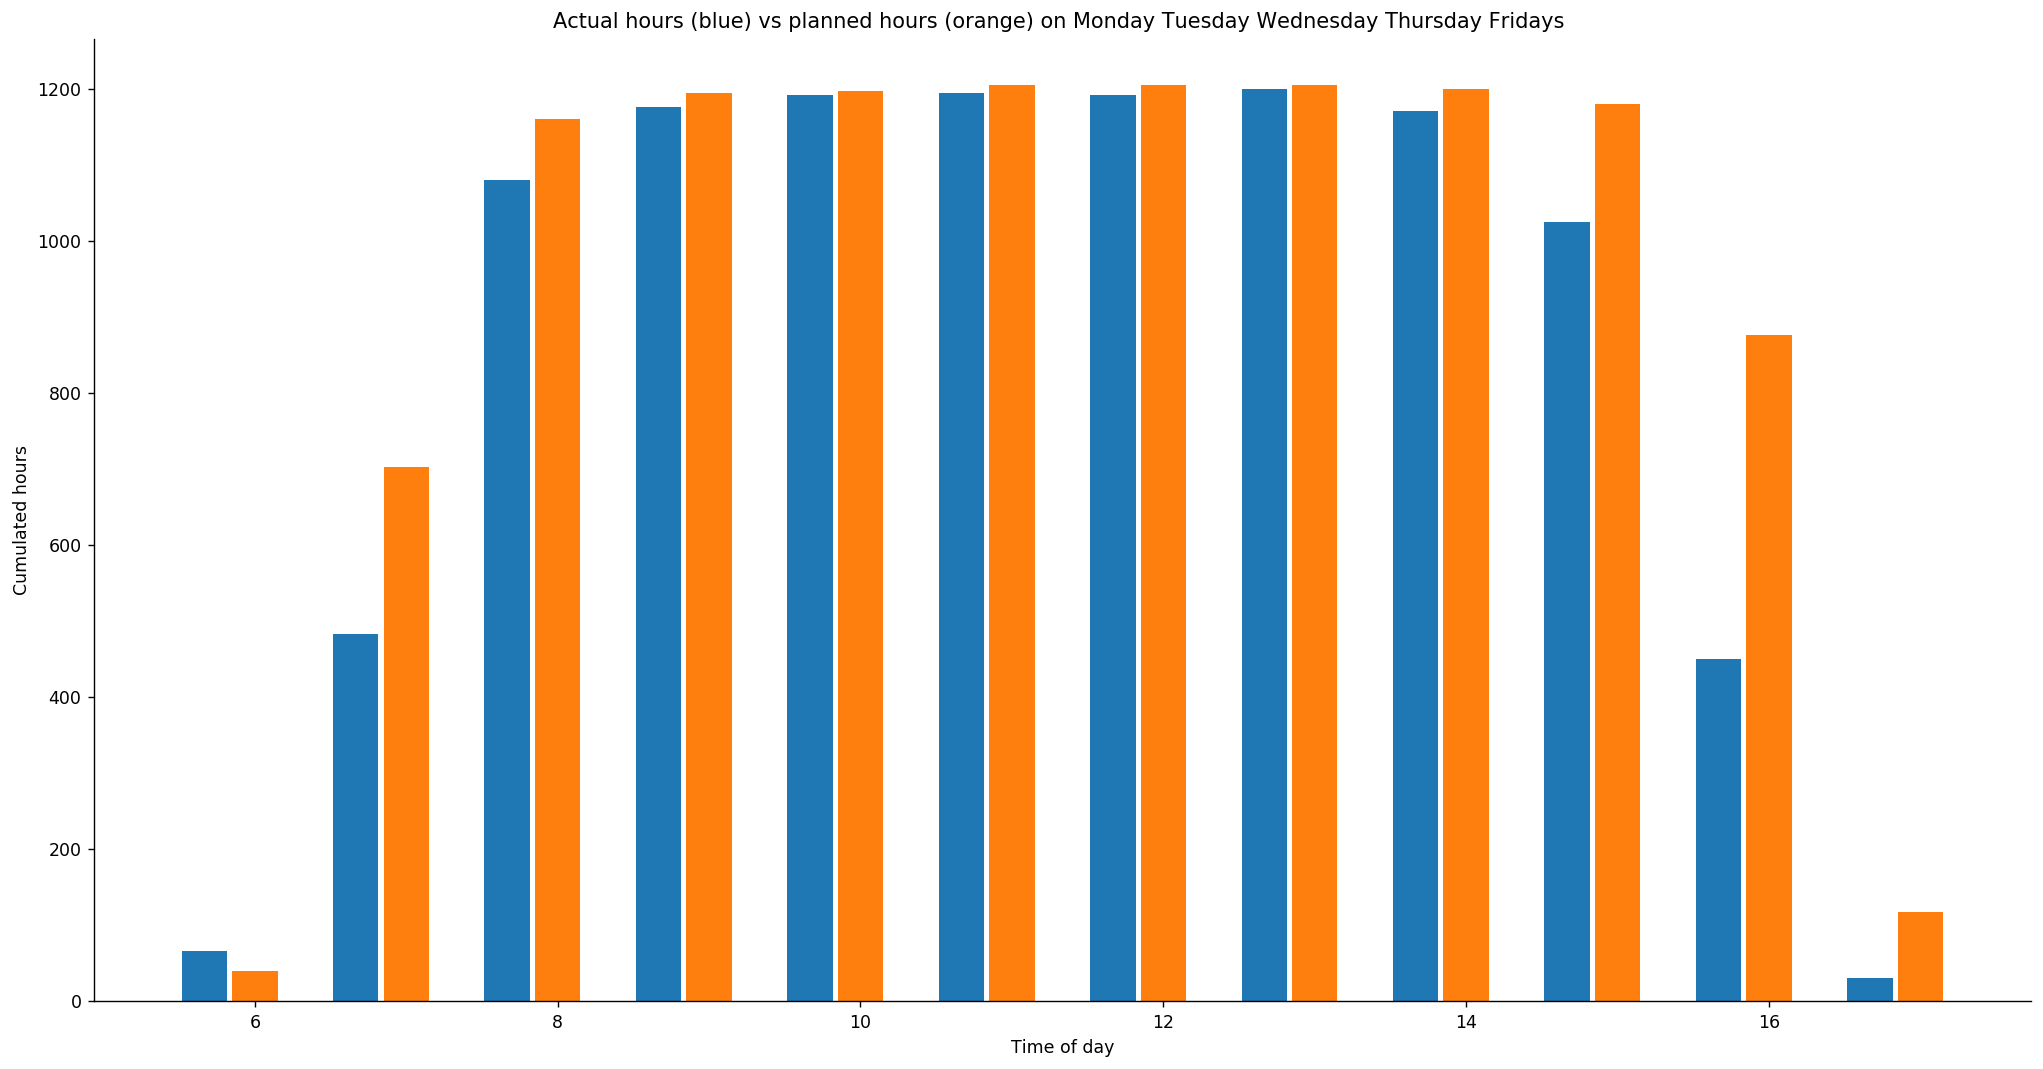 Actual hours (blue) vs planned hours (orange) on Monday Tuesday Wednesday Thursday Fridays
Cumulated hours
1200
1000
800
600
400
200
0
6 8 10 12 14 16
Time of day